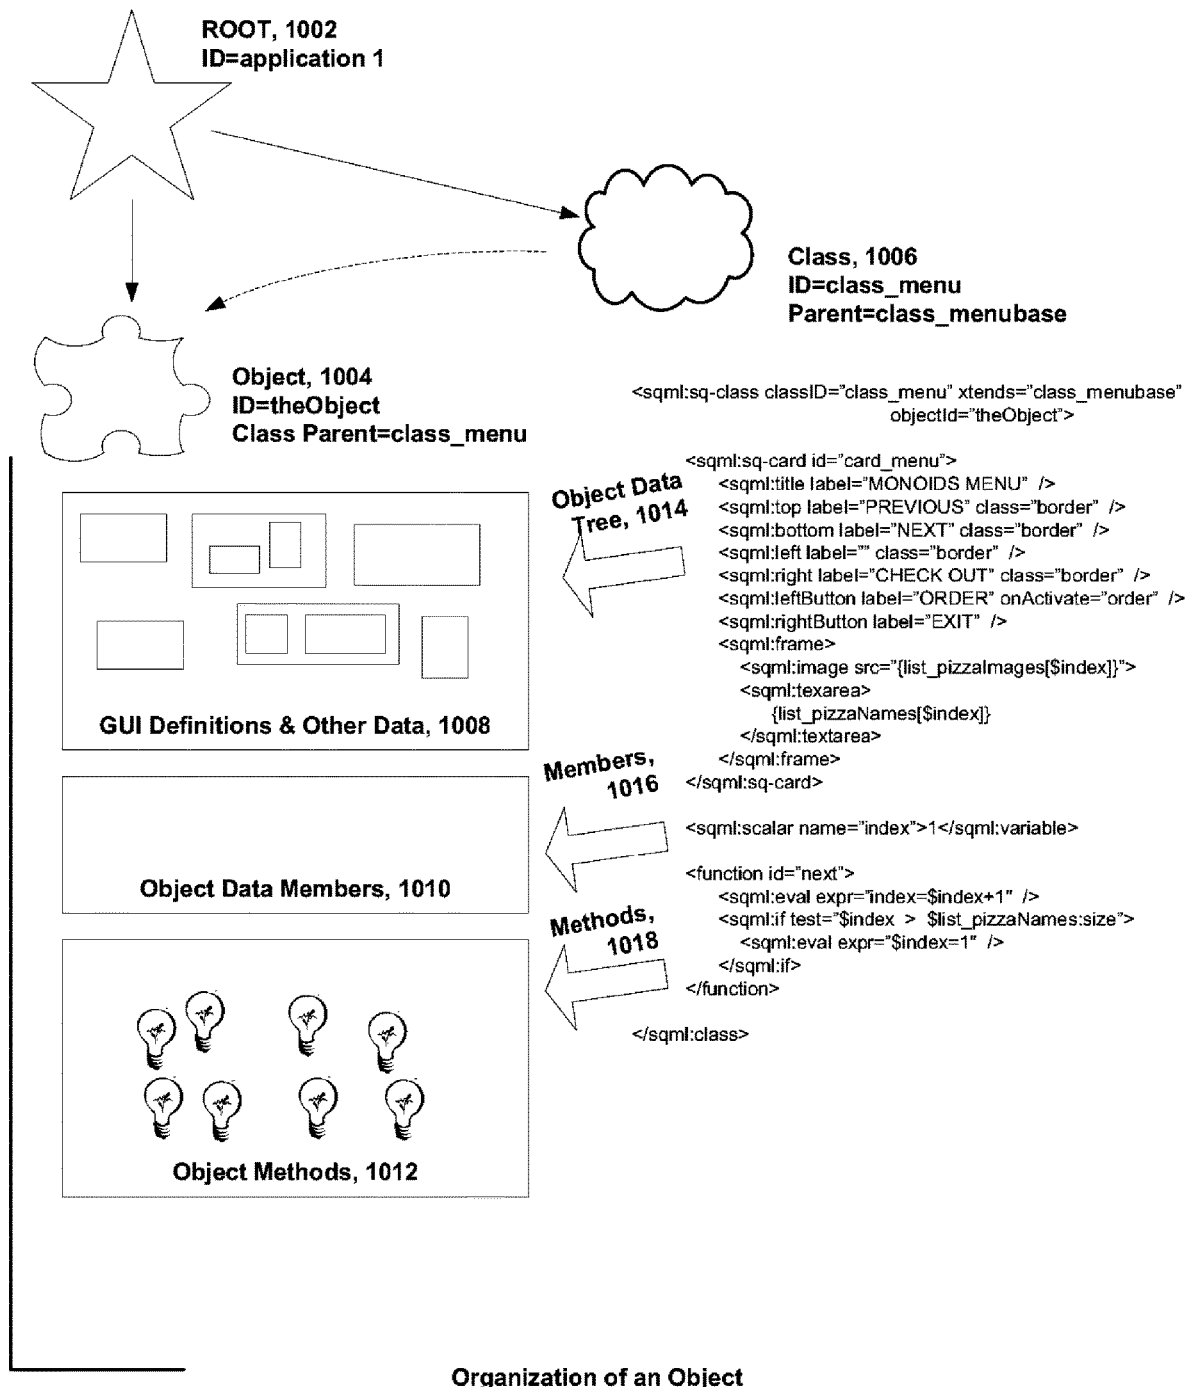 ROOT, 1002
ID=application 1
Class, 1006
ID=class_menu
Parent=class_menubase
Object, 1004
ID=theObject
Class Parent=class_menu
<sqml:sq-class classID="class_menu" xtends="class_menubase"
objectId="theObject">
Object Data
Tree, 1014
<sqml:sq-card id="card_menu">
<sqml:title label="MONOIDS MENU" />
<sqml:top label="PREVIOUS" class="border" />
<sqml:bottom label="NEXT" class="border" />
<sqml:left label="" class="border" />
<sqml:right label="CHECK OUT" class="border" />
<sqml:leftButton label="ORDER" onActivate="order" />
<sqml:rightButton label="EXIT" />
<sqml:frame>
<sqml:image src="{list_pizzaImages[$index]}">
<sqml:texarea>
{list_pizzaNames[$index]}
</sqml:textarea>
</sqml:frame>
</sqml:sq-card>
GUI Definitions & Other Data, 1008
Members,
1016
<sqml:scalar name="index">1</sqml:variable>
Object Data Members, 1010
Methods,
1018
<function id="next">
<sqml:eval expr="index=$index+1" />
<sqml:if test="$index > $list_pizzaNames:size">
<sqml:eval expr="$index=1" />
</sqml:if>
</function>
</sqml:class>
Object Methods, 1012
Organization of an Object